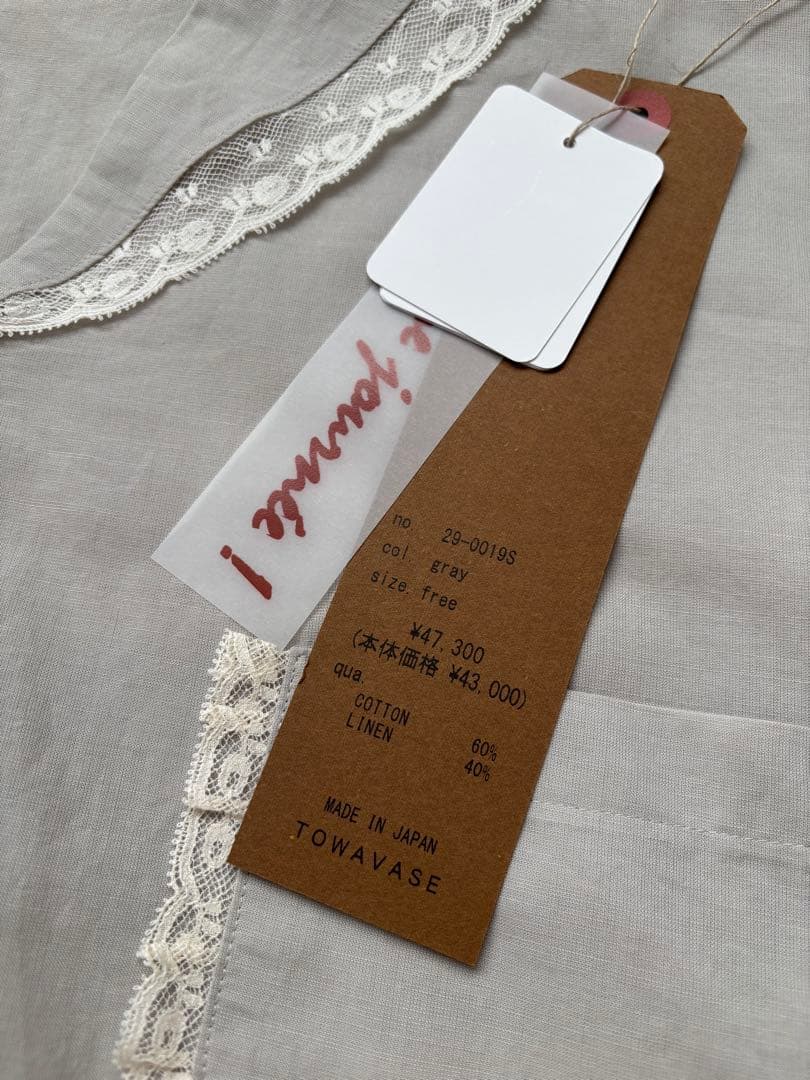 journée !
no. 29-0019S
col. gray
size. free
¥47,300
(本体価格 ¥43,000)
qua.
COTTON 60%
LINEN 40%
MADE IN JAPAN
TOWAVASE